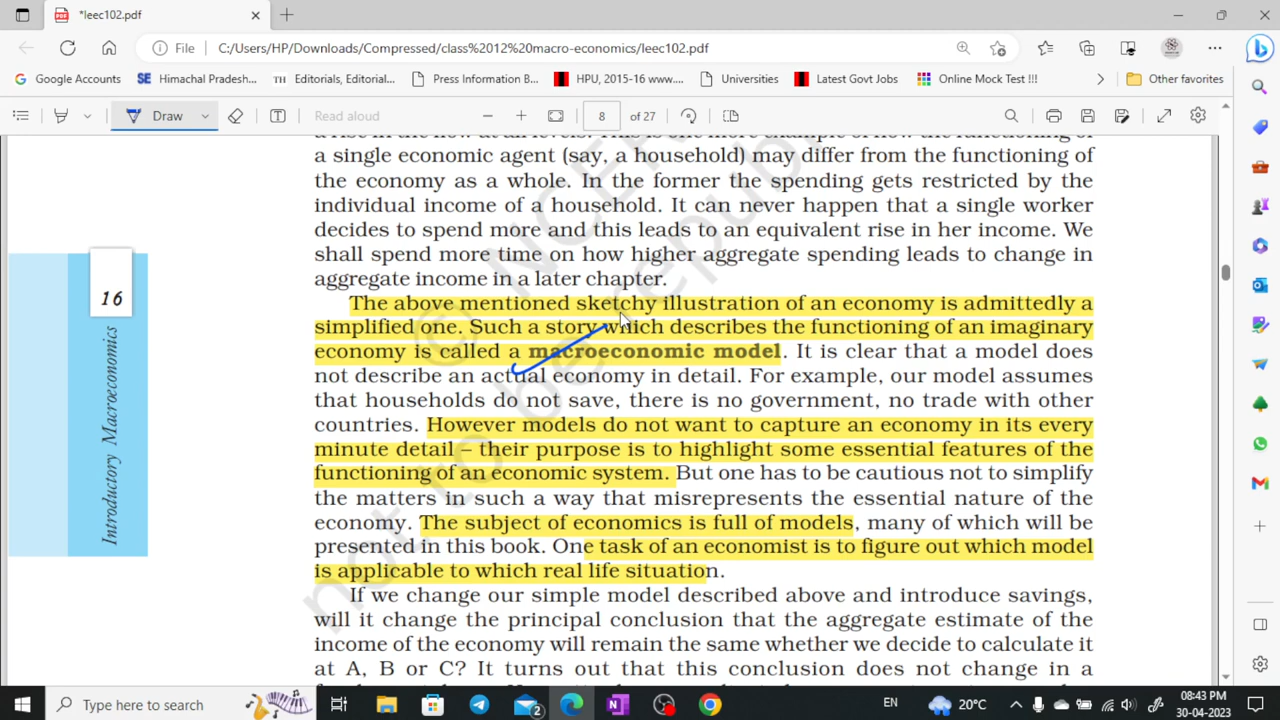 *leec102.pdf
File C:/Users/HP/Downloads/Compressed/class%2012%20macro-economics/leec102.pdf
Google Accounts SE Himachal Pradesh... TH Editorials, Editorial... Press Information B... HPU, 2015-16 www.... Universities Latest Govt Jobs Online Mock Test !!! Other favorites
Draw Read aloud 8 of 27
a single economic agent (say, a household) may differ from the functioning of
the economy as a whole. In the former the spending gets restricted by the
individual income of a household. It can never happen that a single worker
decides to spend more and this leads to an equivalent rise in her income. We
shall spend more time on how higher aggregate spending leads to change in
aggregate income in a later chapter.
The above mentioned sketchy illustration of an economy is admittedly a
simplified one. Such a story which describes the functioning of an imaginary
economy is called a macroeconomic model. It is clear that a model does
not describe an actual economy in detail. For example, our model assumes
that households do not save, there is no government, no trade with other
countries. However models do not want to capture an economy in its every
minute detail – their purpose is to highlight some essential features of the
functioning of an economic system. But one has to be cautious not to simplify
the matters in such a way that misrepresents the essential nature of the
economy. The subject of economics is full of models, many of which will be
presented in this book. One task of an economist is to figure out which model
is applicable to which real life situation.
If we change our simple model described above and introduce savings,
will it change the principal conclusion that the aggregate estimate of the
income of the economy will remain the same whether we decide to calculate it
at A, B or C? It turns out that this conclusion does not change in a
16
Introductory Macroeconomics
© NCERT
not to be republi
Type here to search
2
EN
20°C
08:43 PM
30-04-2023